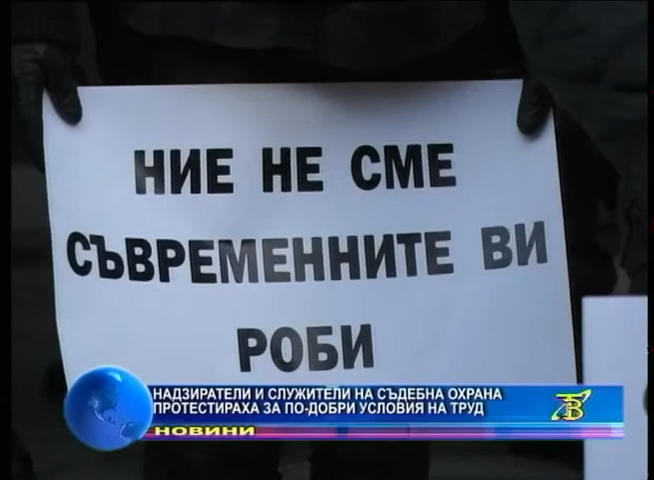 НИЕ НЕ СМЕ
СЪВРЕМЕННИТЕ ВИ
РОБИ
НАДЗИРАТЕЛИ И СЛУЖИТЕЛИ НА СЪДЕБНА ОХРАНА
ПРОТЕСТИРАХА ЗА ПО-ДОБРИ УСЛОВИЯ НА ТРУД
НОВИНИ